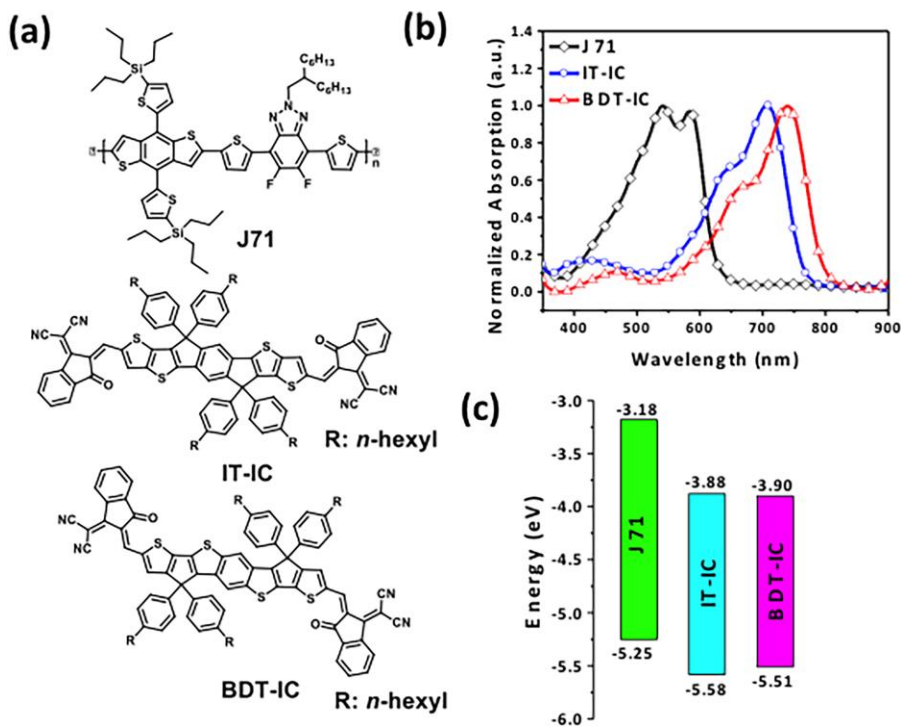 (a)
Si
S
C₆H₁₃
C₆H₁₃
N
N
N
S
S
S
S
n
F
F
S
Si
J71
R
R
NC
CN
S
S
O
O
S
S
NC
CN
R
R
R: n-hexyl
IT-IC
R
R
NC
CN
O
S
S
S
S
CN
CN
O
R
R
BDT-IC
R: n-hexyl
(b)
J71
IT-IC
BDT-IC
Normalized Absorption (a.u.)
1.4
1.2
1.0
0.8
0.6
0.4
0.2
0.0
400 500 600 700 800 900
Wavelength (nm)
(c)
Energy (eV)
-3.0
-3.5
-4.0
-4.5
-5.0
-5.5
-6.0
-3.18
J71
-5.25
-3.88
IT-IC
-5.58
-3.90
BDT-IC
-5.51